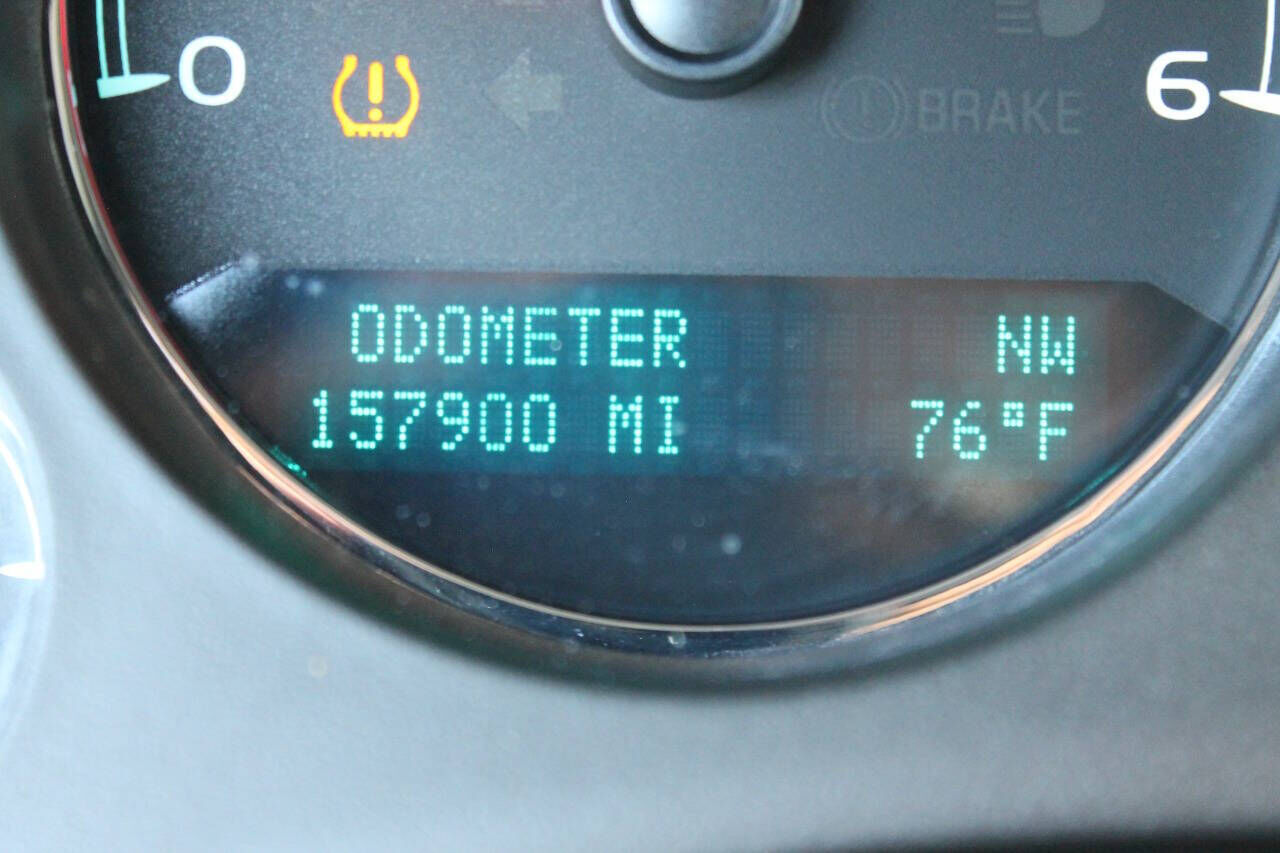 0
6
BRAKE
ODOMETER NW
157900 MI 76°F